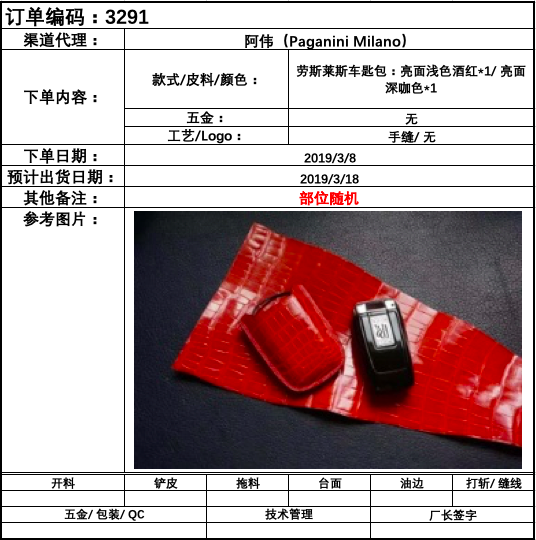 订单编码：3291
渠道代理：
阿伟（Paganini Milano）
下单内容：
款式/皮料/颜色：
劳斯莱斯车匙包：亮面浅色酒红*1/ 亮面
深咖色*1
五金：
无
工艺/Logo：
手缝/ 无
下单日期：
2019/3/8
预计出货日期：
2019/3/18
其他备注：
部位随机
参考图片：
开料
铲皮
拖料
台面
油边
打斩/ 缝线
五金/ 包装/ QC
技术管理
厂长签字